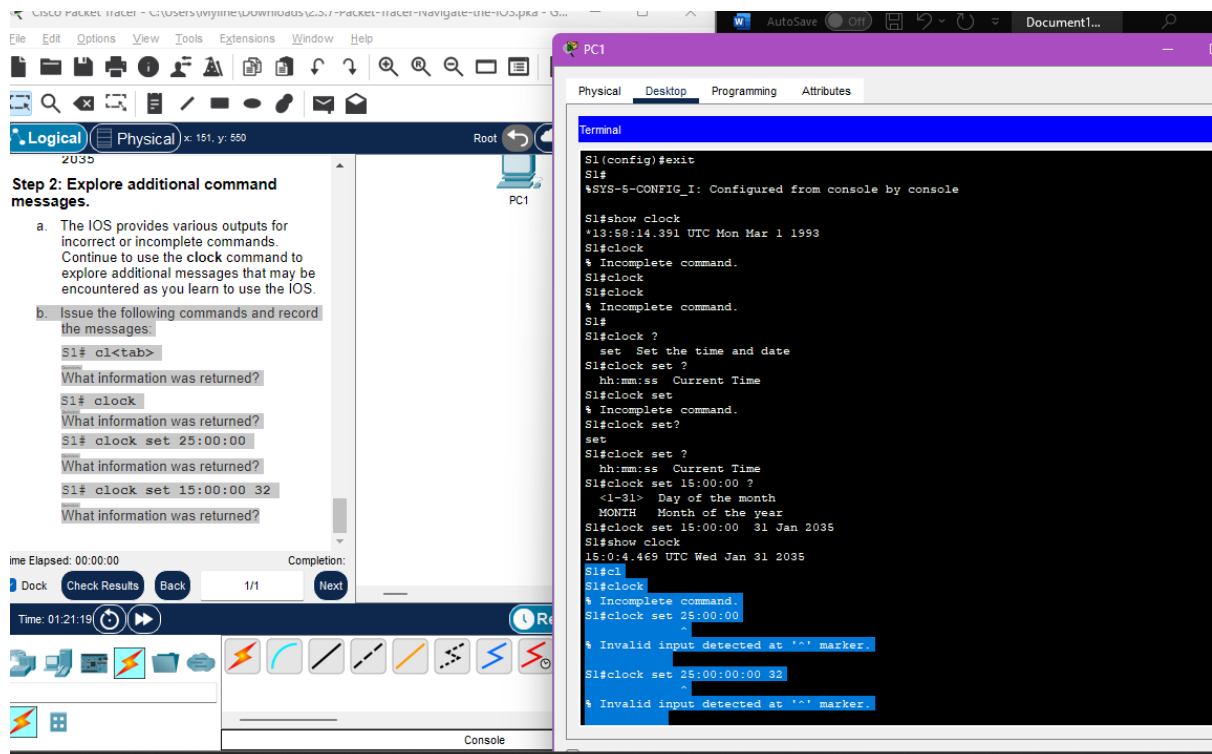 Cisco Packet Tracer - C:\Users\Myline\Downloads\2.3.7-Packet-Tracer-Navigate-the-IOS.pka - G...
File Edit Options View Tools Extensions Window Help
Logical Physical x: 151, y: 550 Root
2035
Step 2: Explore additional command
messages.
a. The IOS provides various outputs for
incorrect or incomplete commands.
Continue to use the clock command to
explore additional messages that may be
encountered as you learn to use the IOS.
b. Issue the following commands and record
the messages:
S1# cl<tab>
What information was returned?
S1# clock
What information was returned?
S1# clock set 25:00:00
What information was returned?
S1# clock set 15:00:00 32
What information was returned?
ime Elapsed: 00:00:00 Completion:
Dock Check Results Back 1/1 Next
Time: 01:21:19
Re
Console
PC1
AutoSave Off Document1...
PC1
Physical Desktop Programming Attributes
Terminal
S1(config)#exit
S1#
%SYS-5-CONFIG_I: Configured from console by console
S1#show clock
*13:58:14.391 UTC Mon Mar 1 1993
S1#clock
% Incomplete command.
S1#clock
S1#clock
% Incomplete command.
S1#
S1#clock ?
set Set the time and date
S1#clock set ?
hh:mm:ss Current Time
S1#clock set
% Incomplete command.
S1#clock set?
set
S1#clock set ?
hh:mm:ss Current Time
S1#clock set 15:00:00 ?
<1-31> Day of the month
MONTH Month of the year
S1#clock set 15:00:00 31 Jan 2035
S1#show clock
15:0:4.469 UTC Wed Jan 31 2035
S1#cl
S1#clock
% Incomplete command.
S1#clock set 25:00:00
^
% Invalid input detected at '^' marker.
S1#clock set 25:00:00:00 32
^
% Invalid input detected at '^' marker.